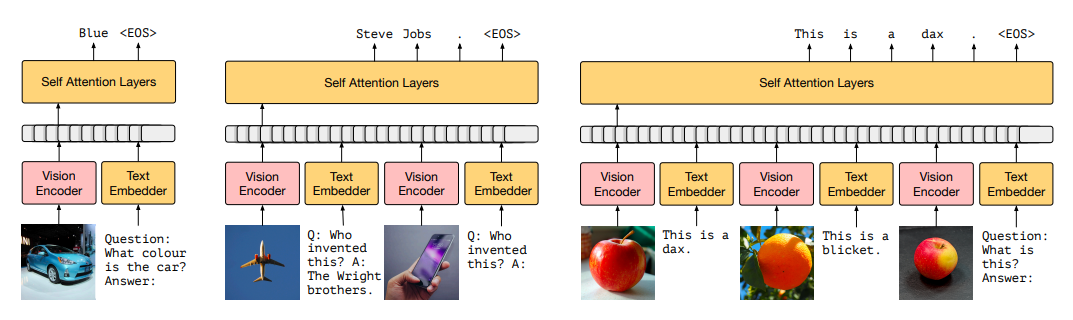 Blue <EOS>
Self Attention Layers
Vision
Encoder
Text
Embedder
Question:
What colour
is the car?
Answer:
Steve Jobs . <EOS>
Self Attention Layers
Vision
Encoder
Text
Embedder
Vision
Encoder
Text
Embedder
Q: Who
invented
this? A:
The Wright
brothers.
Q: Who
invented
this? A:
This is a dax . <EOS>
Self Attention Layers
Vision
Encoder
Text
Embedder
Vision
Encoder
Text
Embedder
Vision
Encoder
Text
Embedder
This is a
dax.
This is a
blicket.
Question:
What is
this?
Answer: